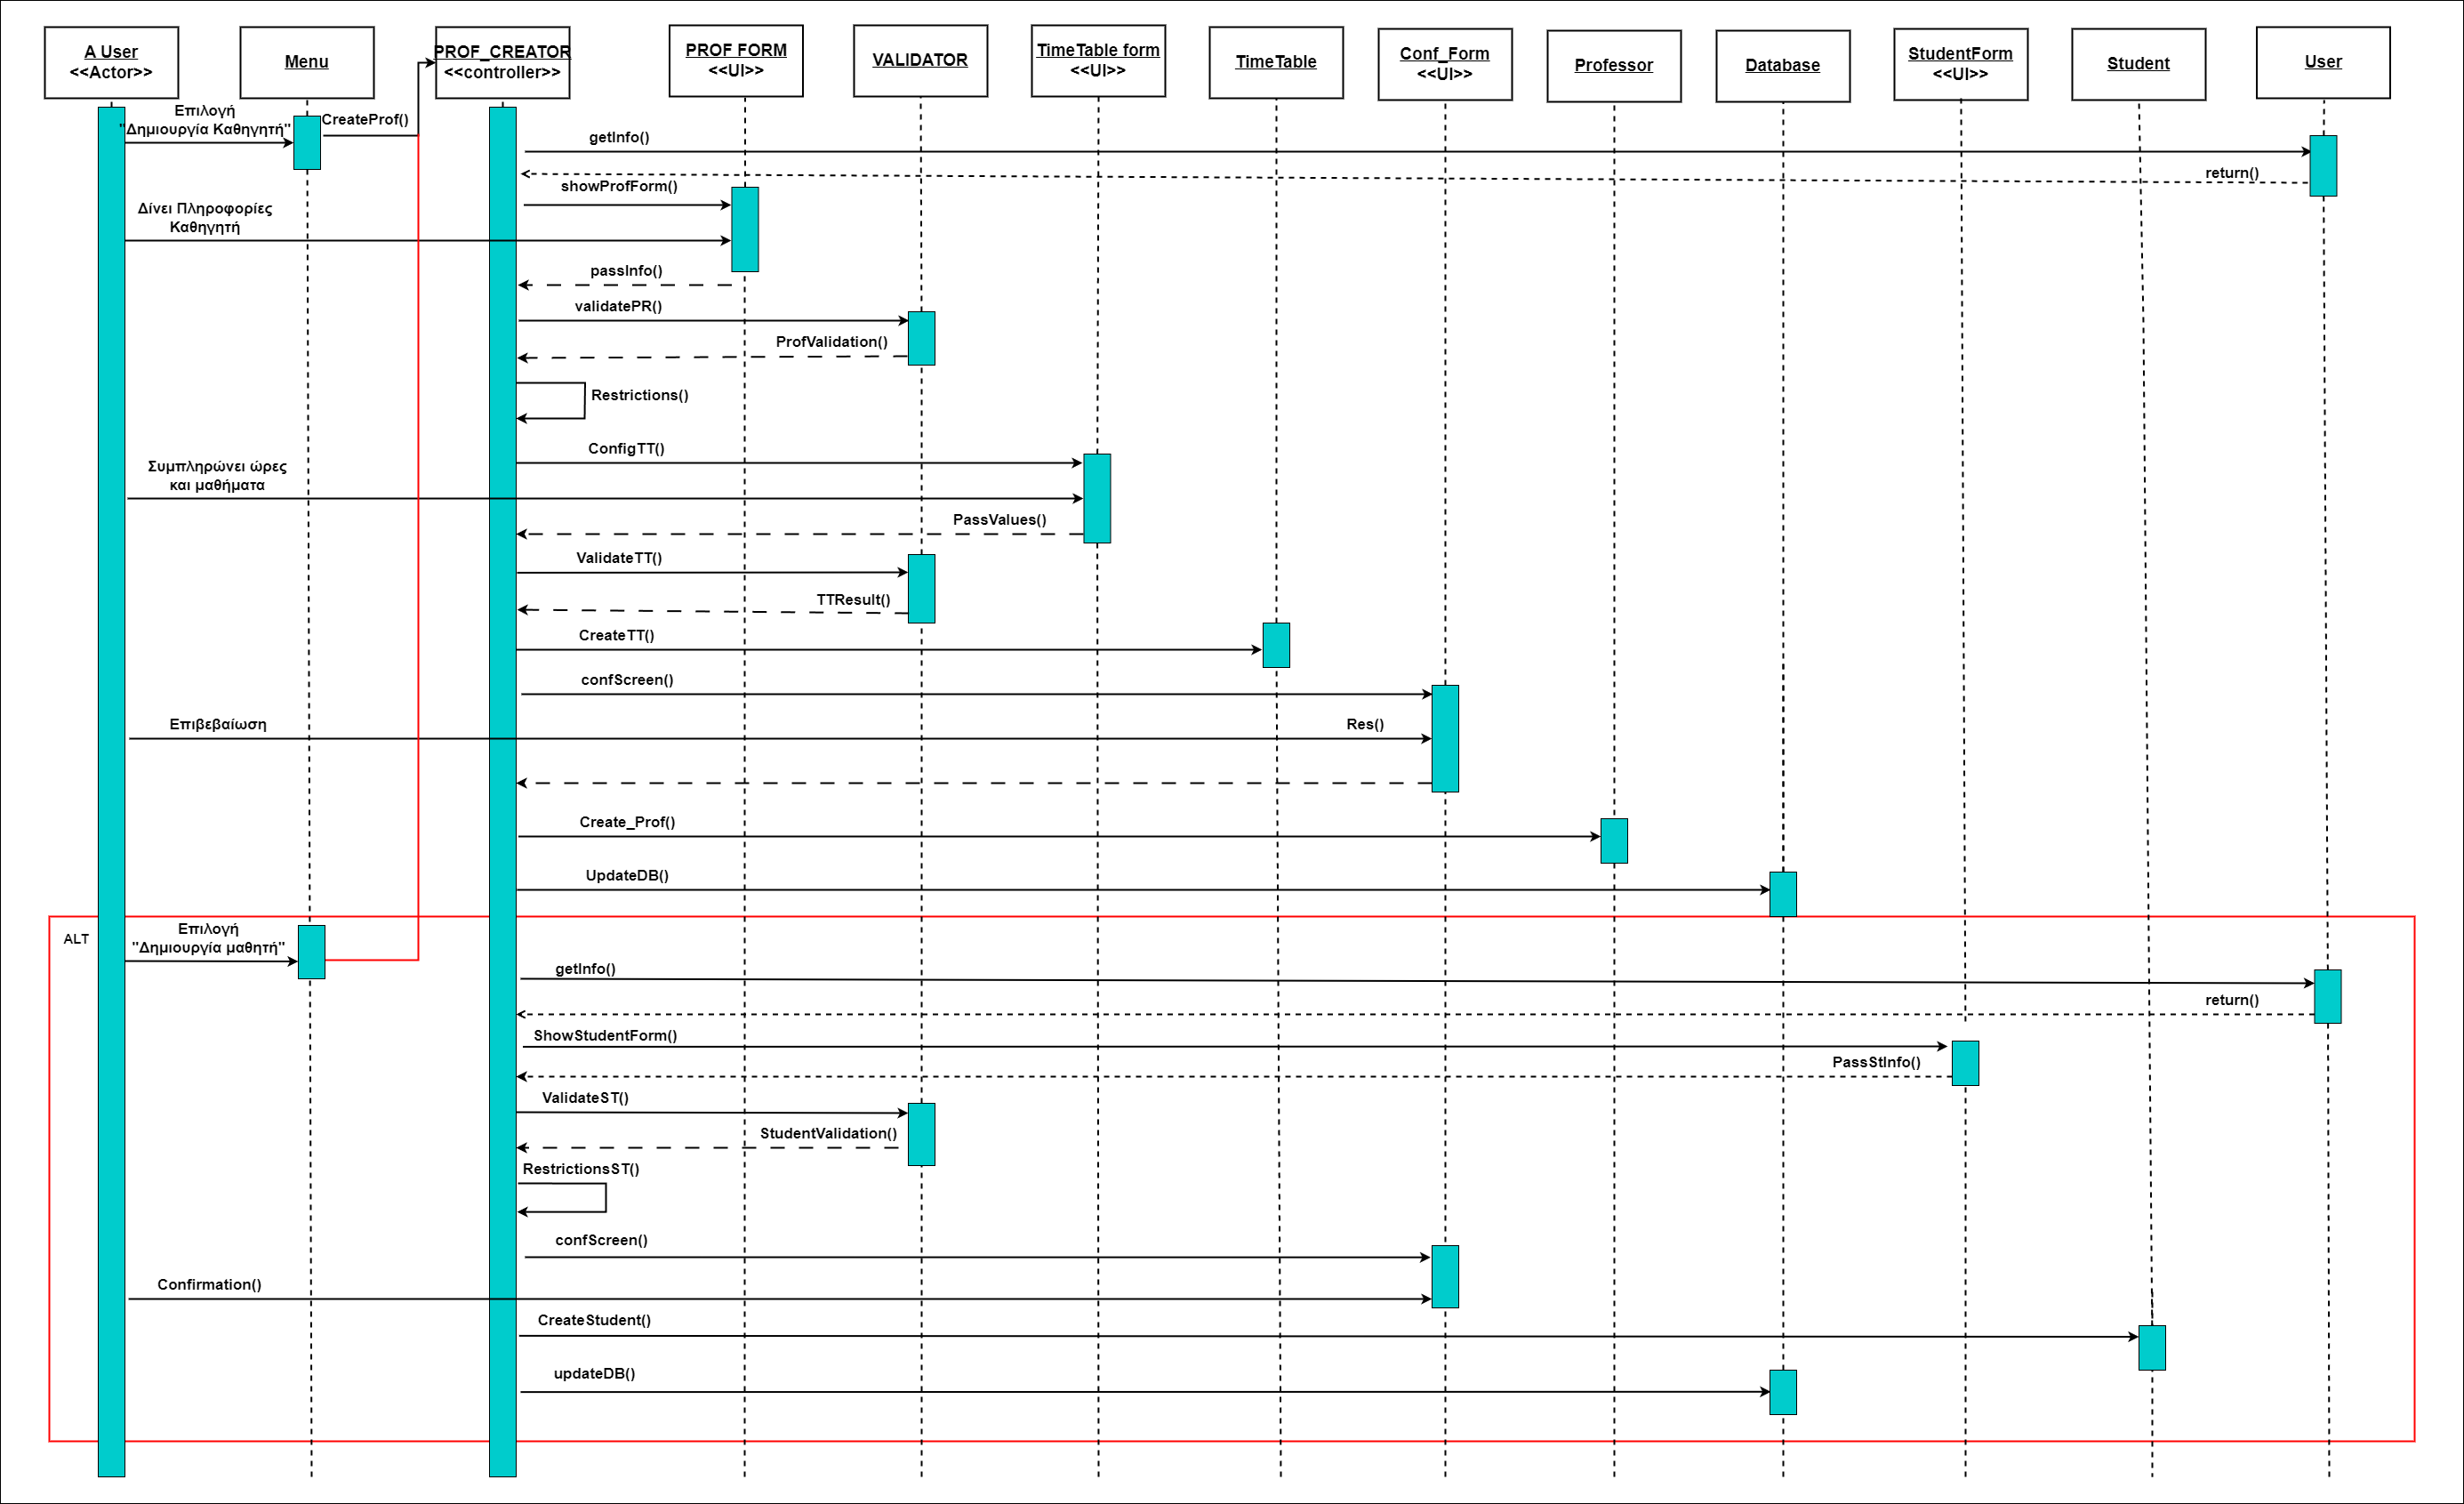 A User
<<Actor>>
Menu
PROF_CREATOR
<<controller>>
PROF FORM
<<UI>>
VALIDATOR
TimeTable form
<<UI>>
TimeTable
Conf_Form
<<UI>>
Professor
Database
StudentForm
<<UI>>
Student
User
Επιλογή
"Δημιουργία Καθηγητή"
CreateProf()
getInfo()
return()
showProfForm()
Δίνει Πληροφορίες
Καθηγητή
passInfo()
validatePR()
ProfValidation()
Restrictions()
ConfigTT()
Συμπληρώνει ώρες
και μαθήματα
PassValues()
ValidateTT()
TTResult()
CreateTT()
confScreen()
Επιβεβαίωση
Res()
Create_Prof()
UpdateDB()
ALT
Επιλογή
"Δημιουργία μαθητή"
getInfo()
return()
ShowStudentForm()
PassStInfo()
ValidateST()
StudentValidation()
RestrictionsST()
confScreen()
Confirmation()
CreateStudent()
updateDB()